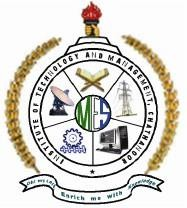 INSTITUTE OF TECHNOLOGY AND MANAGEMENT, CHATHANOOR
MES
Enrich me with Knowledge